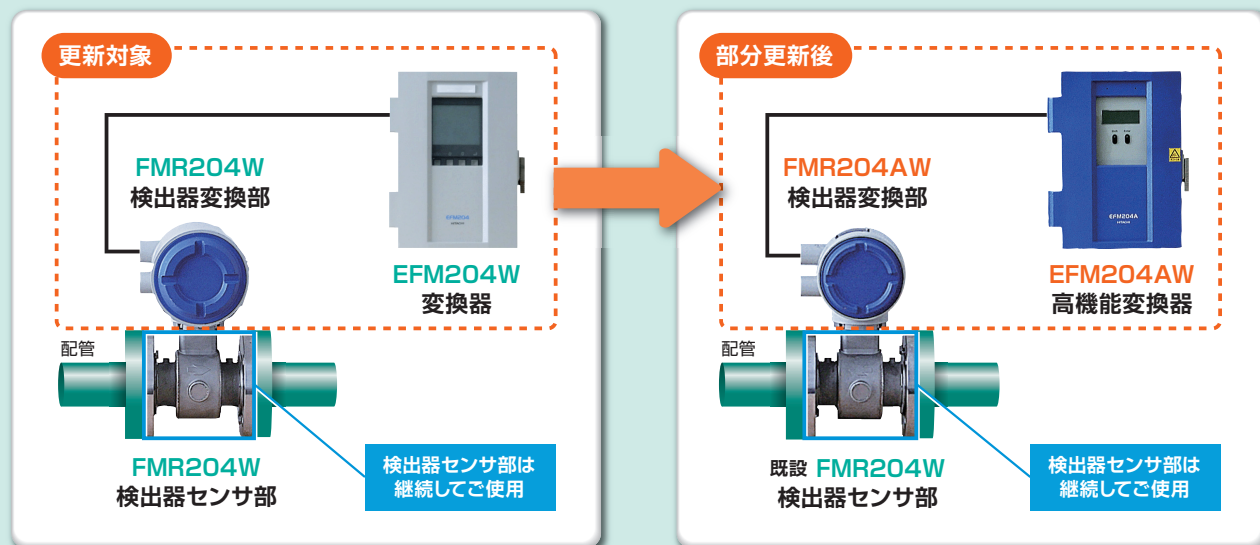 更新対象
FMR204W
検出器変換部
EFM204
HITACHI
EFM204W
変換器
配管
FMR204W
検出器センサ部
検出器センサ部は
継続してご使用
部分更新後
FMR204AW
検出器変換部
EFM204A
HITACHI
EFM204AW
高機能変換器
配管
既設 FMR204W
検出器センサ部
検出器センサ部は
継続してご使用